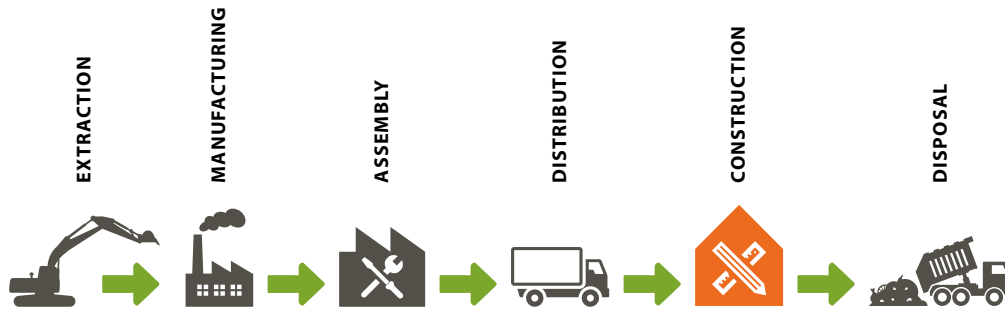 EXTRACTION
MANUFACTURING
ASSEMBLY
DISTRIBUTION
CONSTRUCTION
DISPOSAL